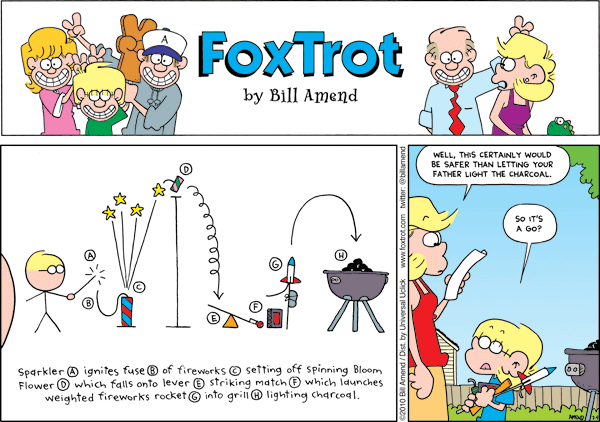 A
FOXTROT
by Bill Amend
D
A
B
C
E
F
G
H
Sparkler Ⓐ ignites fuse Ⓑ of fireworks Ⓒ setting off Spinning Bloom
Flower Ⓓ which falls onto lever Ⓔ striking match Ⓕ which launches
weighted fireworks rocket Ⓖ into grill Ⓗ lighting charcoal.
©2010 Bill Amend / Dist. by Universal Uclick www.foxtrot.com twitter: @billamend
WELL, THIS CERTAINLY WOULD
BE SAFER THAN LETTING YOUR
FATHER LIGHT THE CHARCOAL.
SO IT'S
A GO?
AMEND